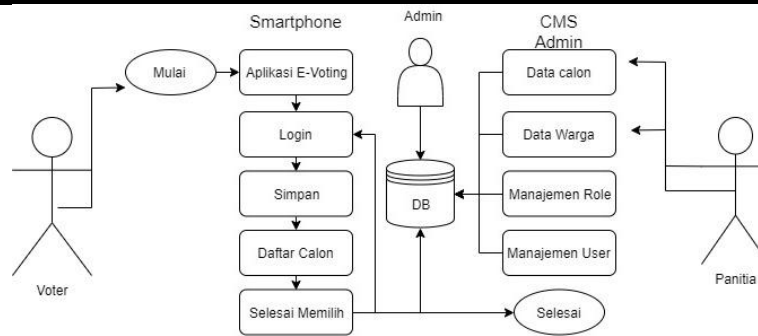 Smartphone
Admin
CMS
Admin
Mulai
Aplikasi E-Voting
Data calon
Login
Data Warga
Simpan
DB
Manajemen Role
Daftar Calon
Manajemen User
Voter
Panitia
Selesai Memilih
Selesai